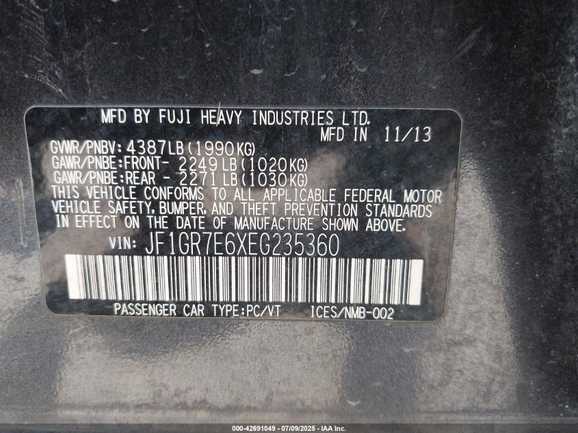 MFD BY FUJI HEAVY INDUSTRIES LTD.
MFD IN 11/13
GVWR/PNBV: 4387LB (1990KG)
GAWR/PNBE:FRONT- 2249LB (1020KG)
GAWR/PNBE:REAR - 2271LB (1030KG)
THIS VEHICLE CONFORMS TO ALL APPLICABLE FEDERAL MOTOR
VEHICLE SAFETY, BUMPER, AND THEFT PREVENTION STANDARDS
IN EFFECT ON THE DATE OF MANUFACTURE SHOWN ABOVE.
VIN: JF1GR7E6XEG235360
PASSENGER CAR TYPE:PC/VT ICES/NMB-002
000-42691049 - 07/09/2025 - IAA Inc.